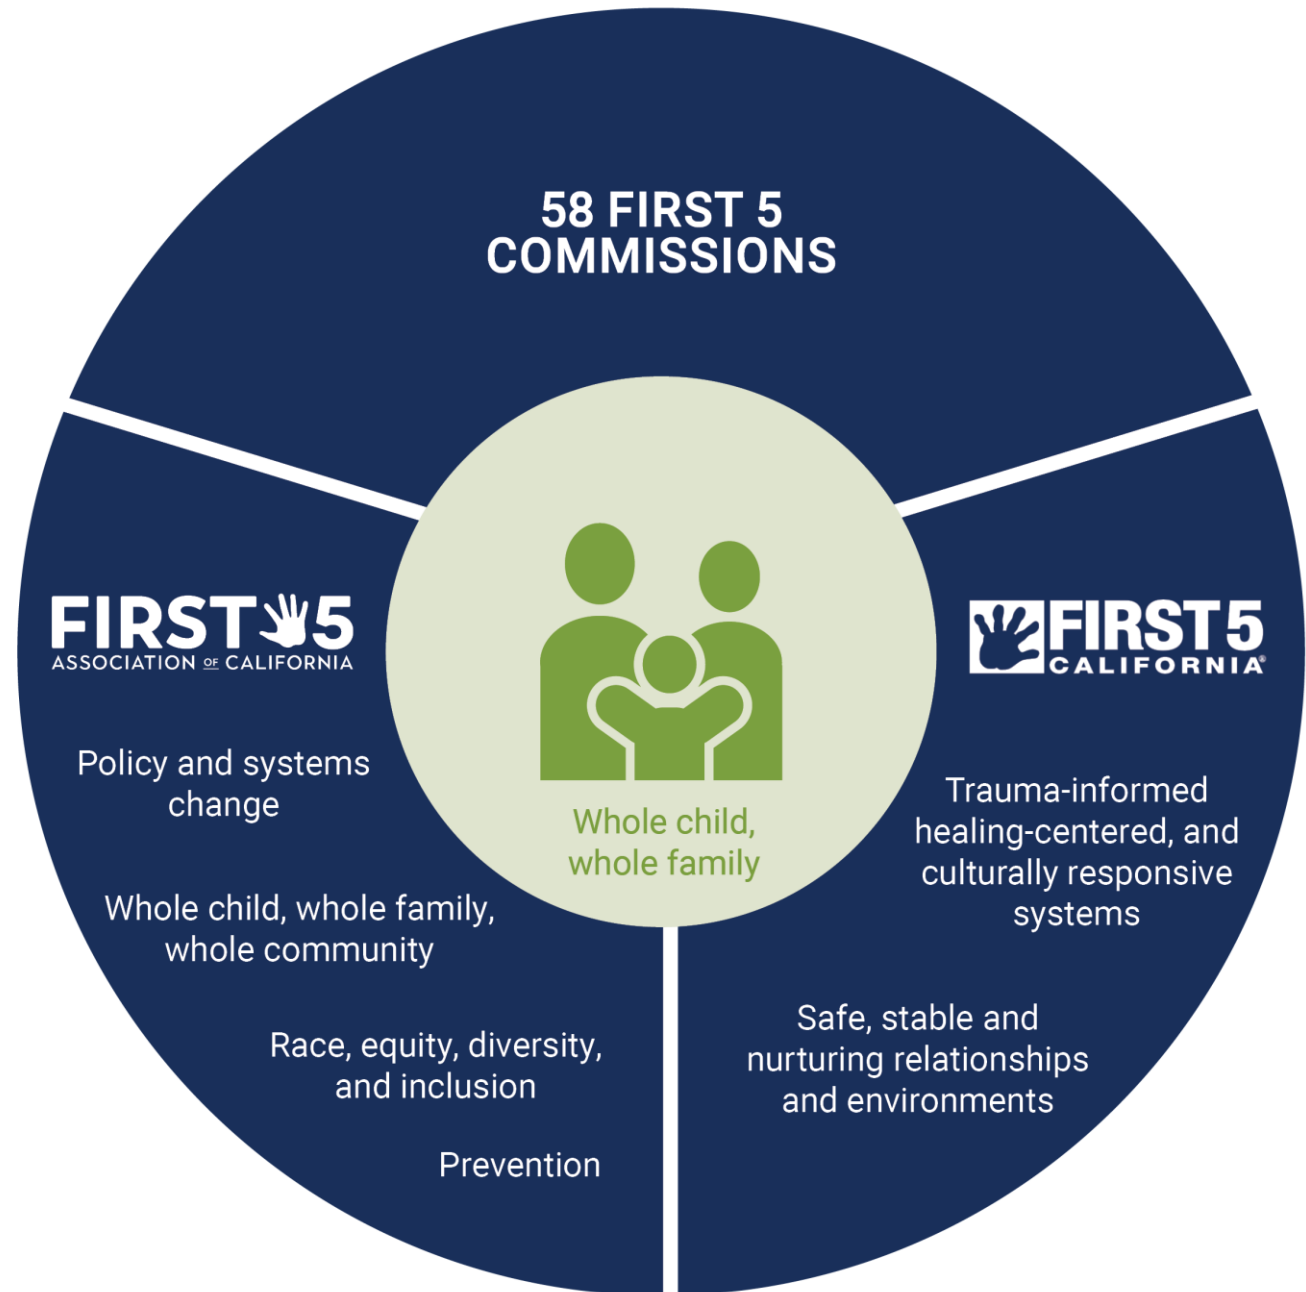 58 FIRST 5
COMMISSIONS
FIRST 5
ASSOCIATION OF CALIFORNIA
Policy and systems
change
Whole child, whole family,
whole community
Race, equity, diversity,
and inclusion
Prevention
Whole child,
whole family
FIRST 5
CALIFORNIA®
Trauma-informed
healing-centered, and
culturally responsive
systems
Safe, stable and
nurturing relationships
and environments